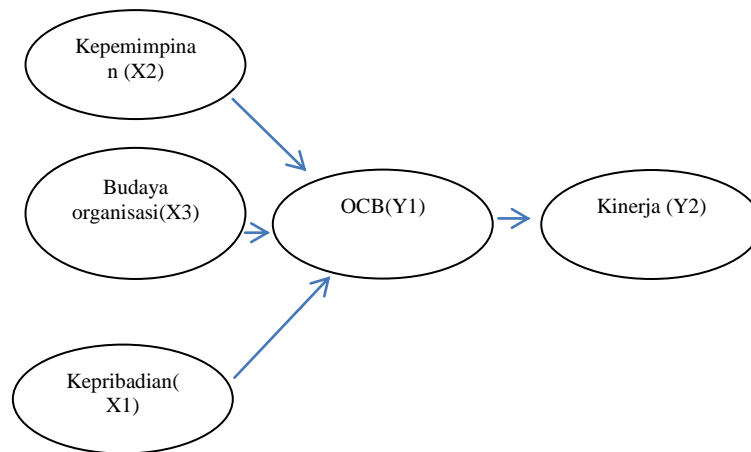 Kepemimpina
n (X2)
Budaya
organisasi(X3)
OCB(Y1)
Kinerja (Y2)
Kepribadian(
X1)